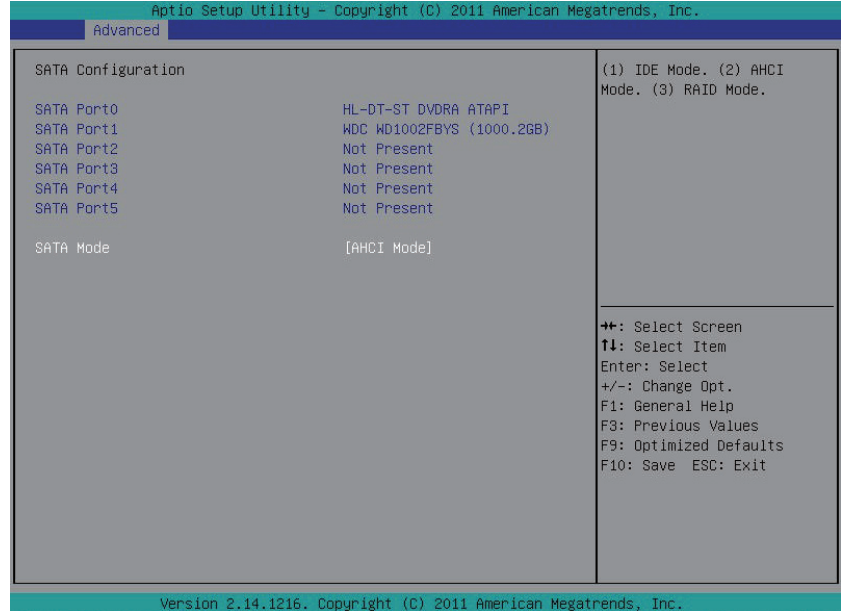 Aptio Setup Utility - Copyright (C) 2011 American Megatrends, Inc.
Advanced
SATA Configuration
SATA Port0 HL-DT-ST DVDRA ATAPI
SATA Port1 WDC WD1002FBYS (1000.2GB)
SATA Port2 Not Present
SATA Port3 Not Present
SATA Port4 Not Present
SATA Port5 Not Present
SATA Mode [AHCI Mode]
(1) IDE Mode. (2) AHCI
Mode. (3) RAID Mode.
→←: Select Screen
↑↓: Select Item
Enter: Select
+/-: Change Opt.
F1: General Help
F3: Previous Values
F9: Optimized Defaults
F10: Save ESC: Exit
Version 2.14.1216. Copyright (C) 2011 American Megatrends, Inc.